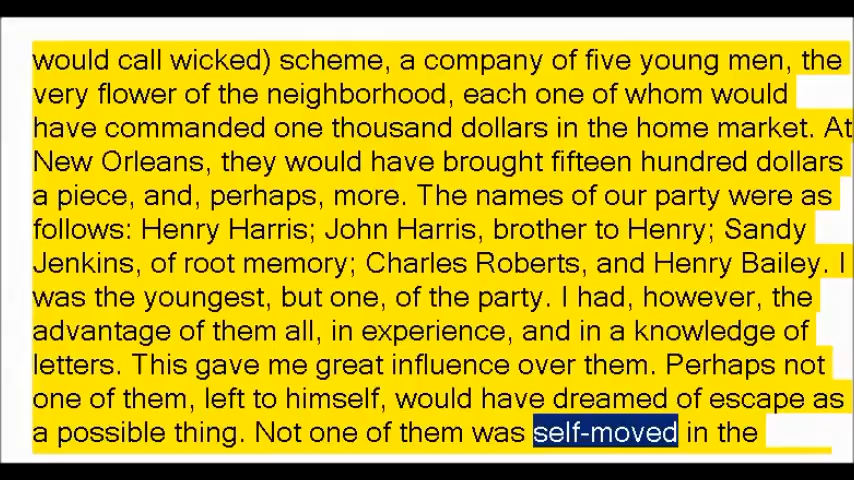 would call wicked) scheme, a company of five young men, the
very flower of the neighborhood, each one of whom would
have commanded one thousand dollars in the home market. At
New Orleans, they would have brought fifteen hundred dollars
a piece, and, perhaps, more. The names of our party were as
follows: Henry Harris; John Harris, brother to Henry; Sandy
Jenkins, of root memory; Charles Roberts, and Henry Bailey. I
was the youngest, but one, of the party. I had, however, the
advantage of them all, in experience, and in a knowledge of
letters. This gave me great influence over them. Perhaps not
one of them, left to himself, would have dreamed of escape as
a possible thing. Not one of them was self-moved in the